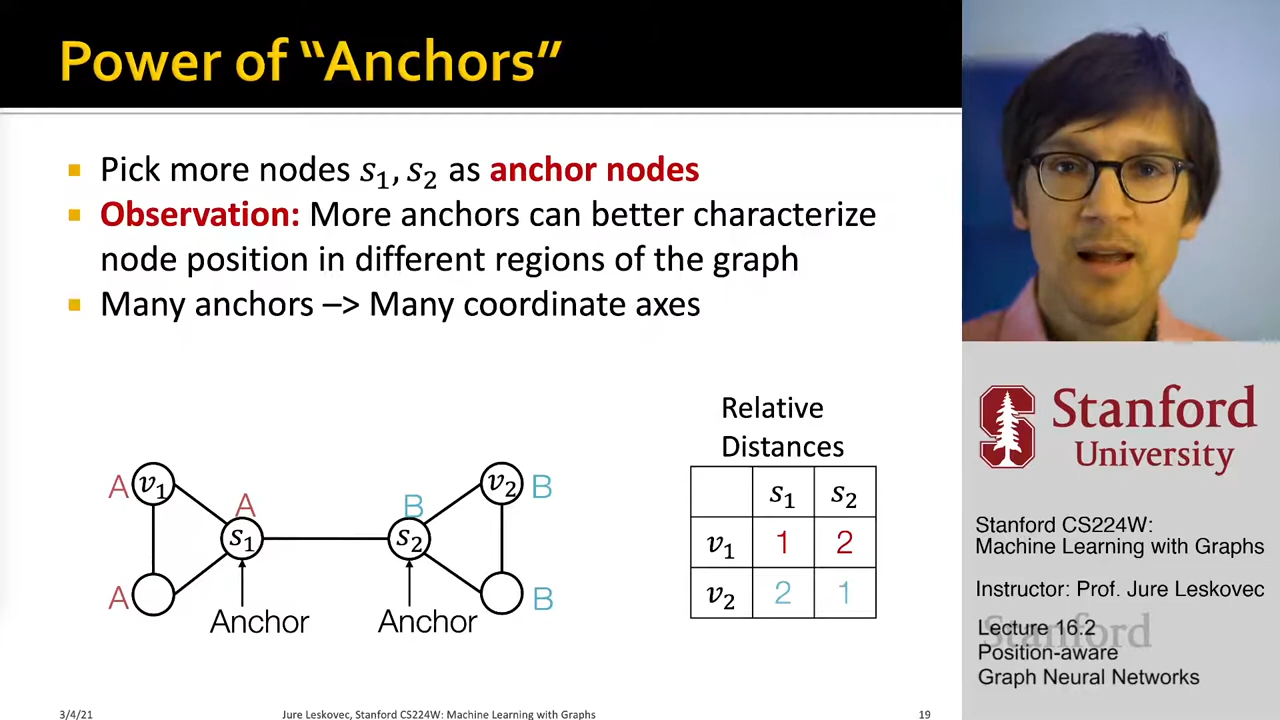 Power of “Anchors”
Pick more nodes s₁, s₂ as anchor nodes
Observation: More anchors can better characterize
node position in different regions of the graph
Many anchors –> Many coordinate axes
Relative
Distances
s₁ s₂
v₁ 1 2
v₂ 2 1
A v₁ A B v₂ B
s₁ s₂
A B
Anchor Anchor
3/4/21 Jure Leskovec, Stanford CS224W: Machine Learning with Graphs 19
Stanford
University
Stanford CS224W:
Machine Learning with Graphs
Instructor: Prof. Jure Leskovec
Stanford
Lecture 16.2
Position-aware
Graph Neural Networks